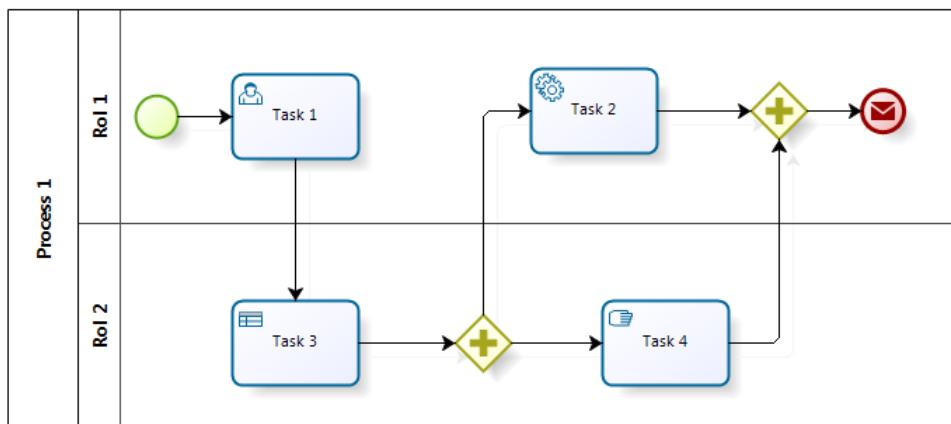 Process 1
Rol 1
Task 1
Task 2
Rol 2
Task 3
Task 4